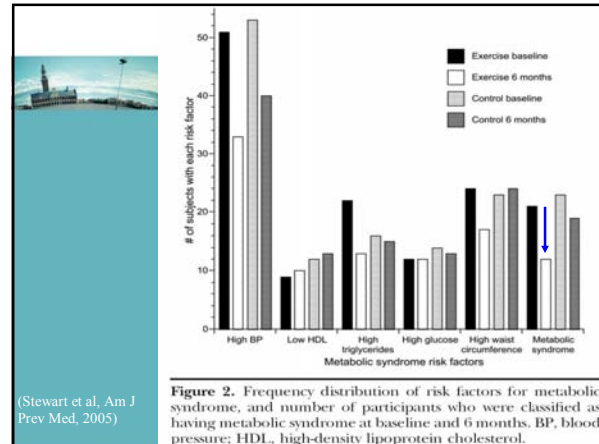 50
40
30
20
10
0
# of subjects with each risk factor
Exercise baseline
Exercise 6 months
Control baseline
Control 6 months
High BP
Low HDL
High
triglycerides
High glucose
High waist
circumference
Metabolic
syndrome
Metabolic syndrome risk factors
(Stewart et al, Am J
Prev Med, 2005)
Figure 2. Frequency distribution of risk factors for metabolic
syndrome, and number of participants who were classified as
having metabolic syndrome at baseline and 6 months. BP, blood
pressure; HDL, high-density lipoprotein cholesterol.